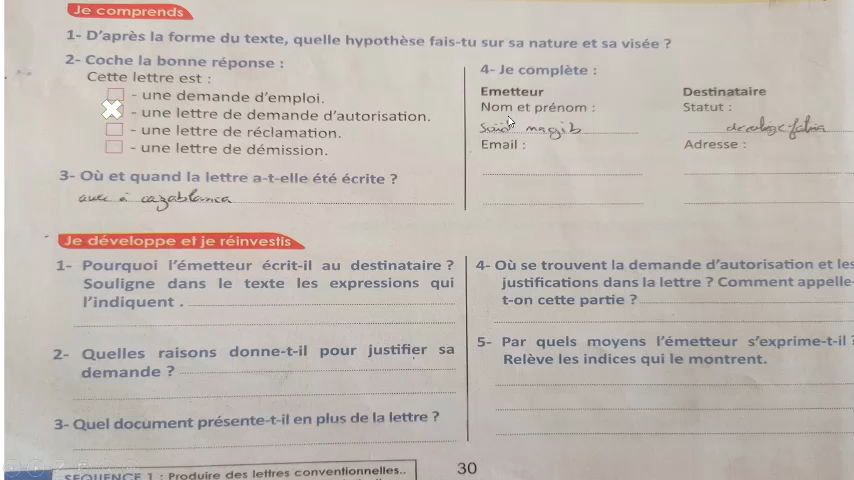 Je comprends
1- D'après la forme du texte, quelle hypothèse fais-tu sur sa nature et sa visée ?
2- Coche la bonne réponse :
Cette lettre est :
- une demande d'emploi.
- une lettre de demande d'autorisation.
- une lettre de réclamation.
- une lettre de démission.
3- Où et quand la lettre a-t-elle été écrite ?
à cazablanca
4- Je complète :
Emetteur
Nom et prénom :
magib
Email :
Destinataire
Statut :
Adresse :
Je développe et je réinvestis
1- Pourquoi l'émetteur écrit-il au destinataire ?
Souligne dans le texte les expressions qui
l'indiquent .
2- Quelles raisons donne-t-il pour justifier sa
demande ?
3- Quel document présente-t-il en plus de la lettre ?
4- Où se trouvent la demande d'autorisation et les
justifications dans la lettre ? Comment appelle-
t-on cette partie ?
5- Par quels moyens l'émetteur s'exprime-t-il ?
Relève les indices qui le montrent.
SEQUENCE 1 : Produire des lettres conventionnelles..
30